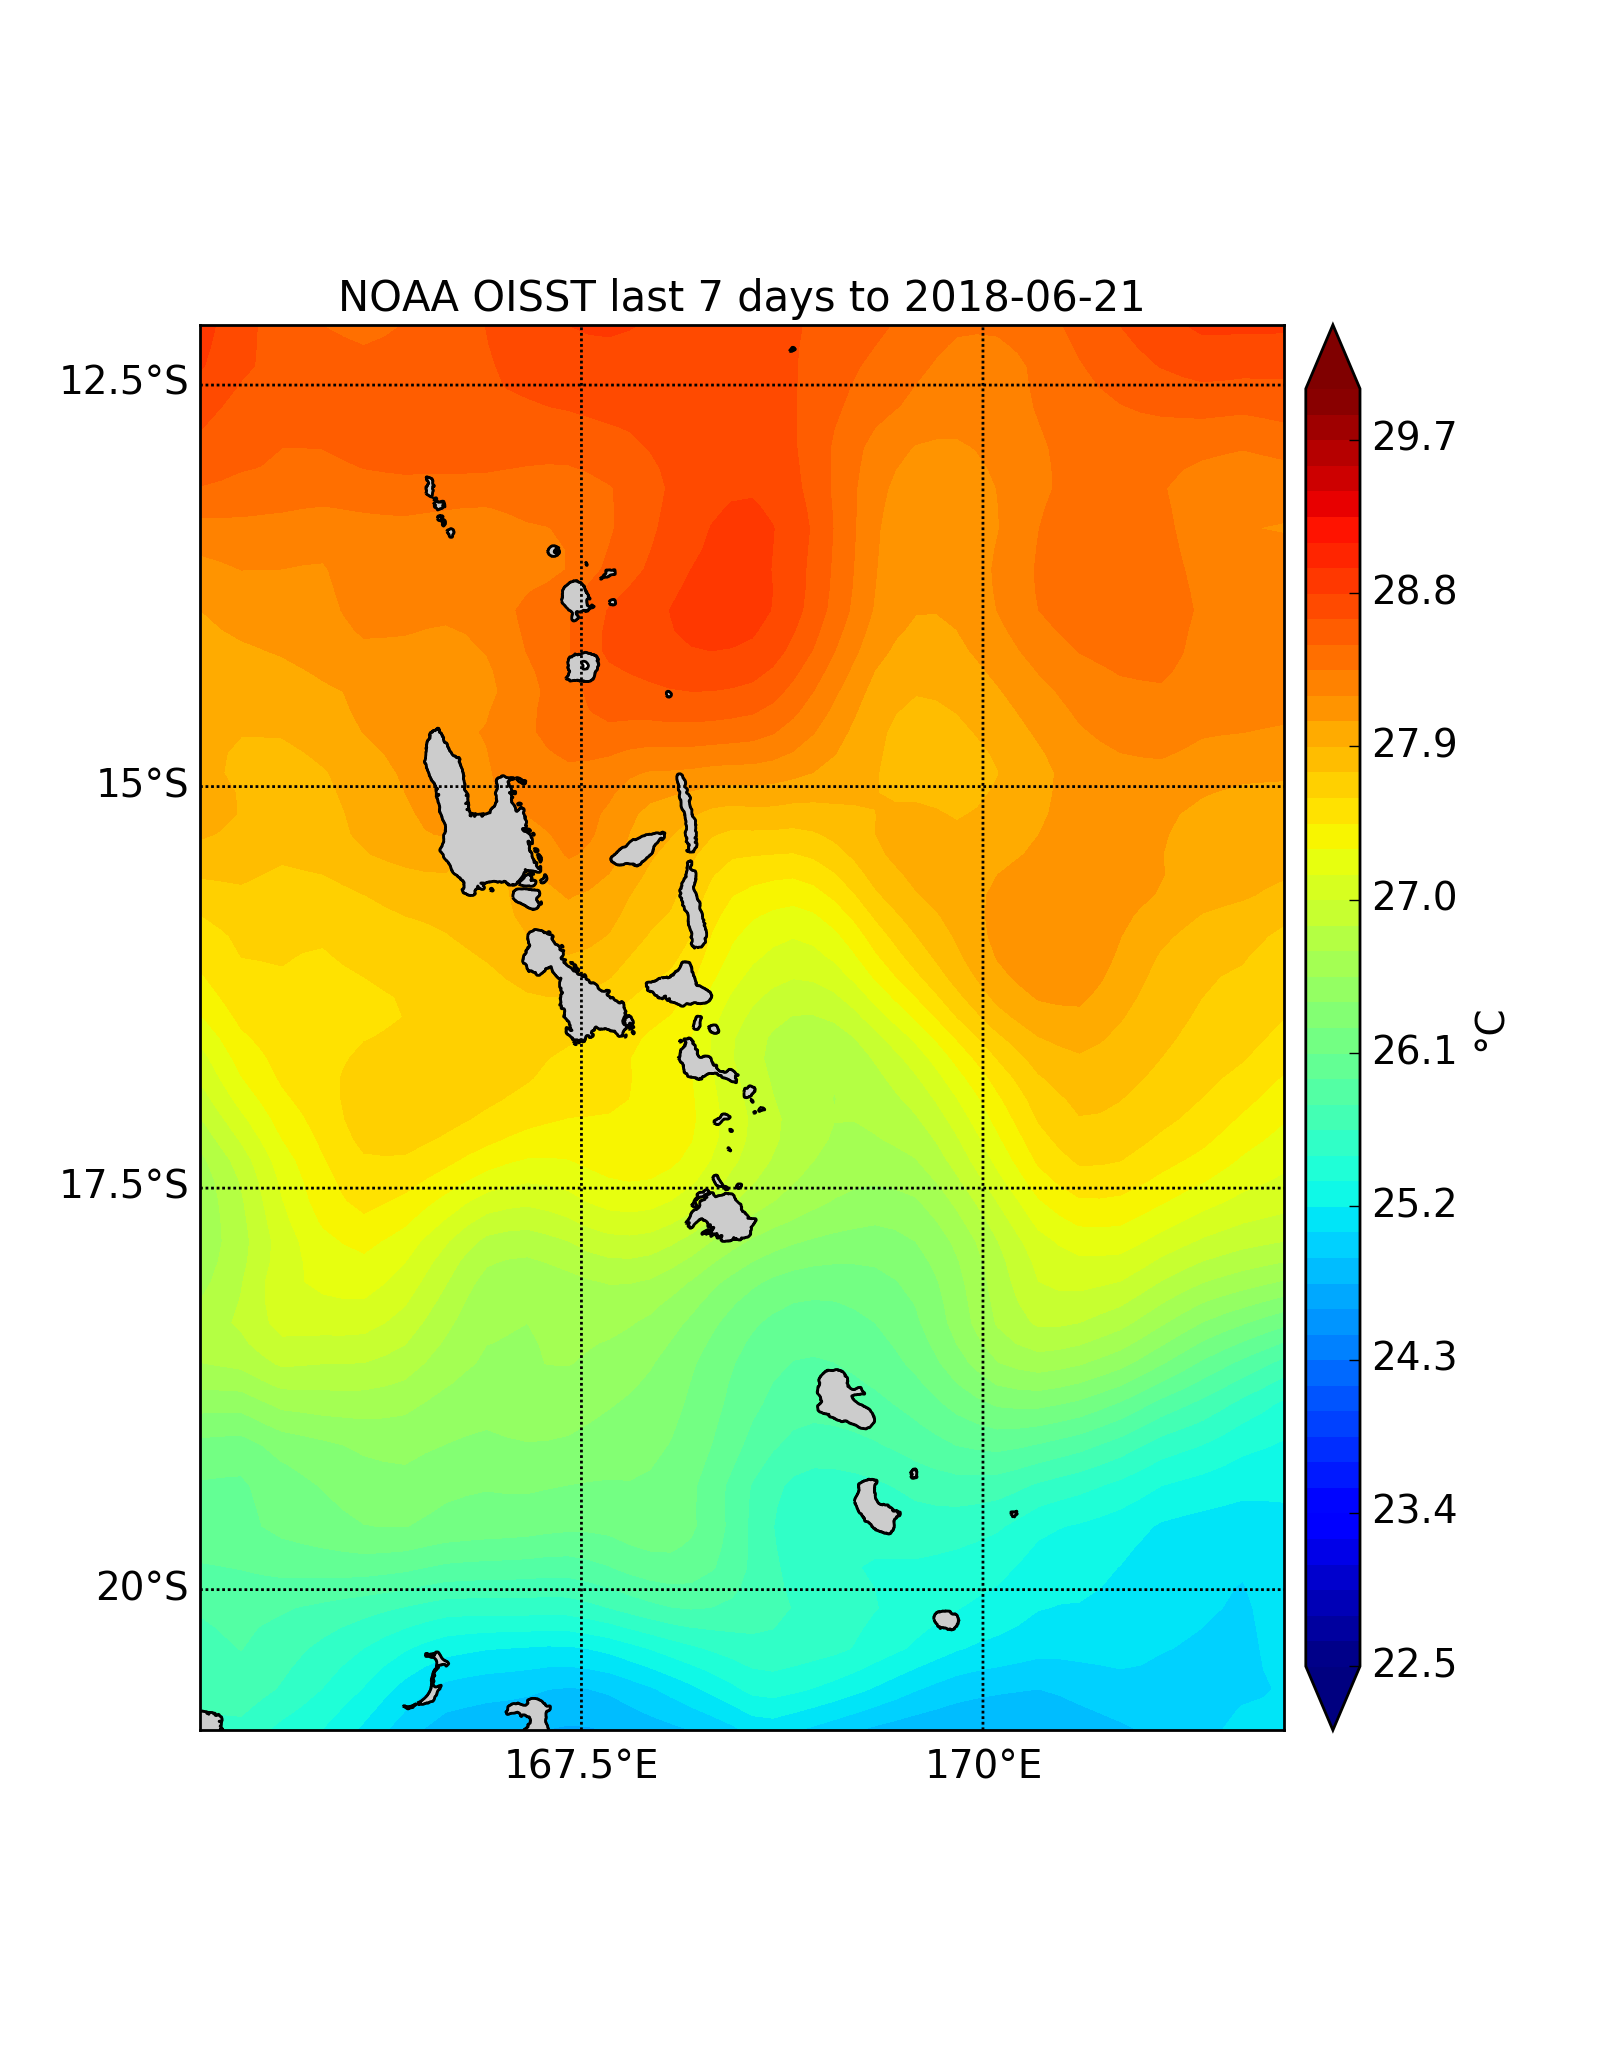 NOAA OISST last 7 days to 2018-06-21
12.5°S
15°S
17.5°S
20°S
167.5°E
170°E
29.7
28.8
27.9
27.0
26.1
25.2
24.3
23.4
22.5
°C